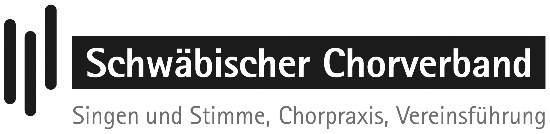 Schwäbischer Chorverband
Singen und Stimme, Chorpraxis, Vereinsführung